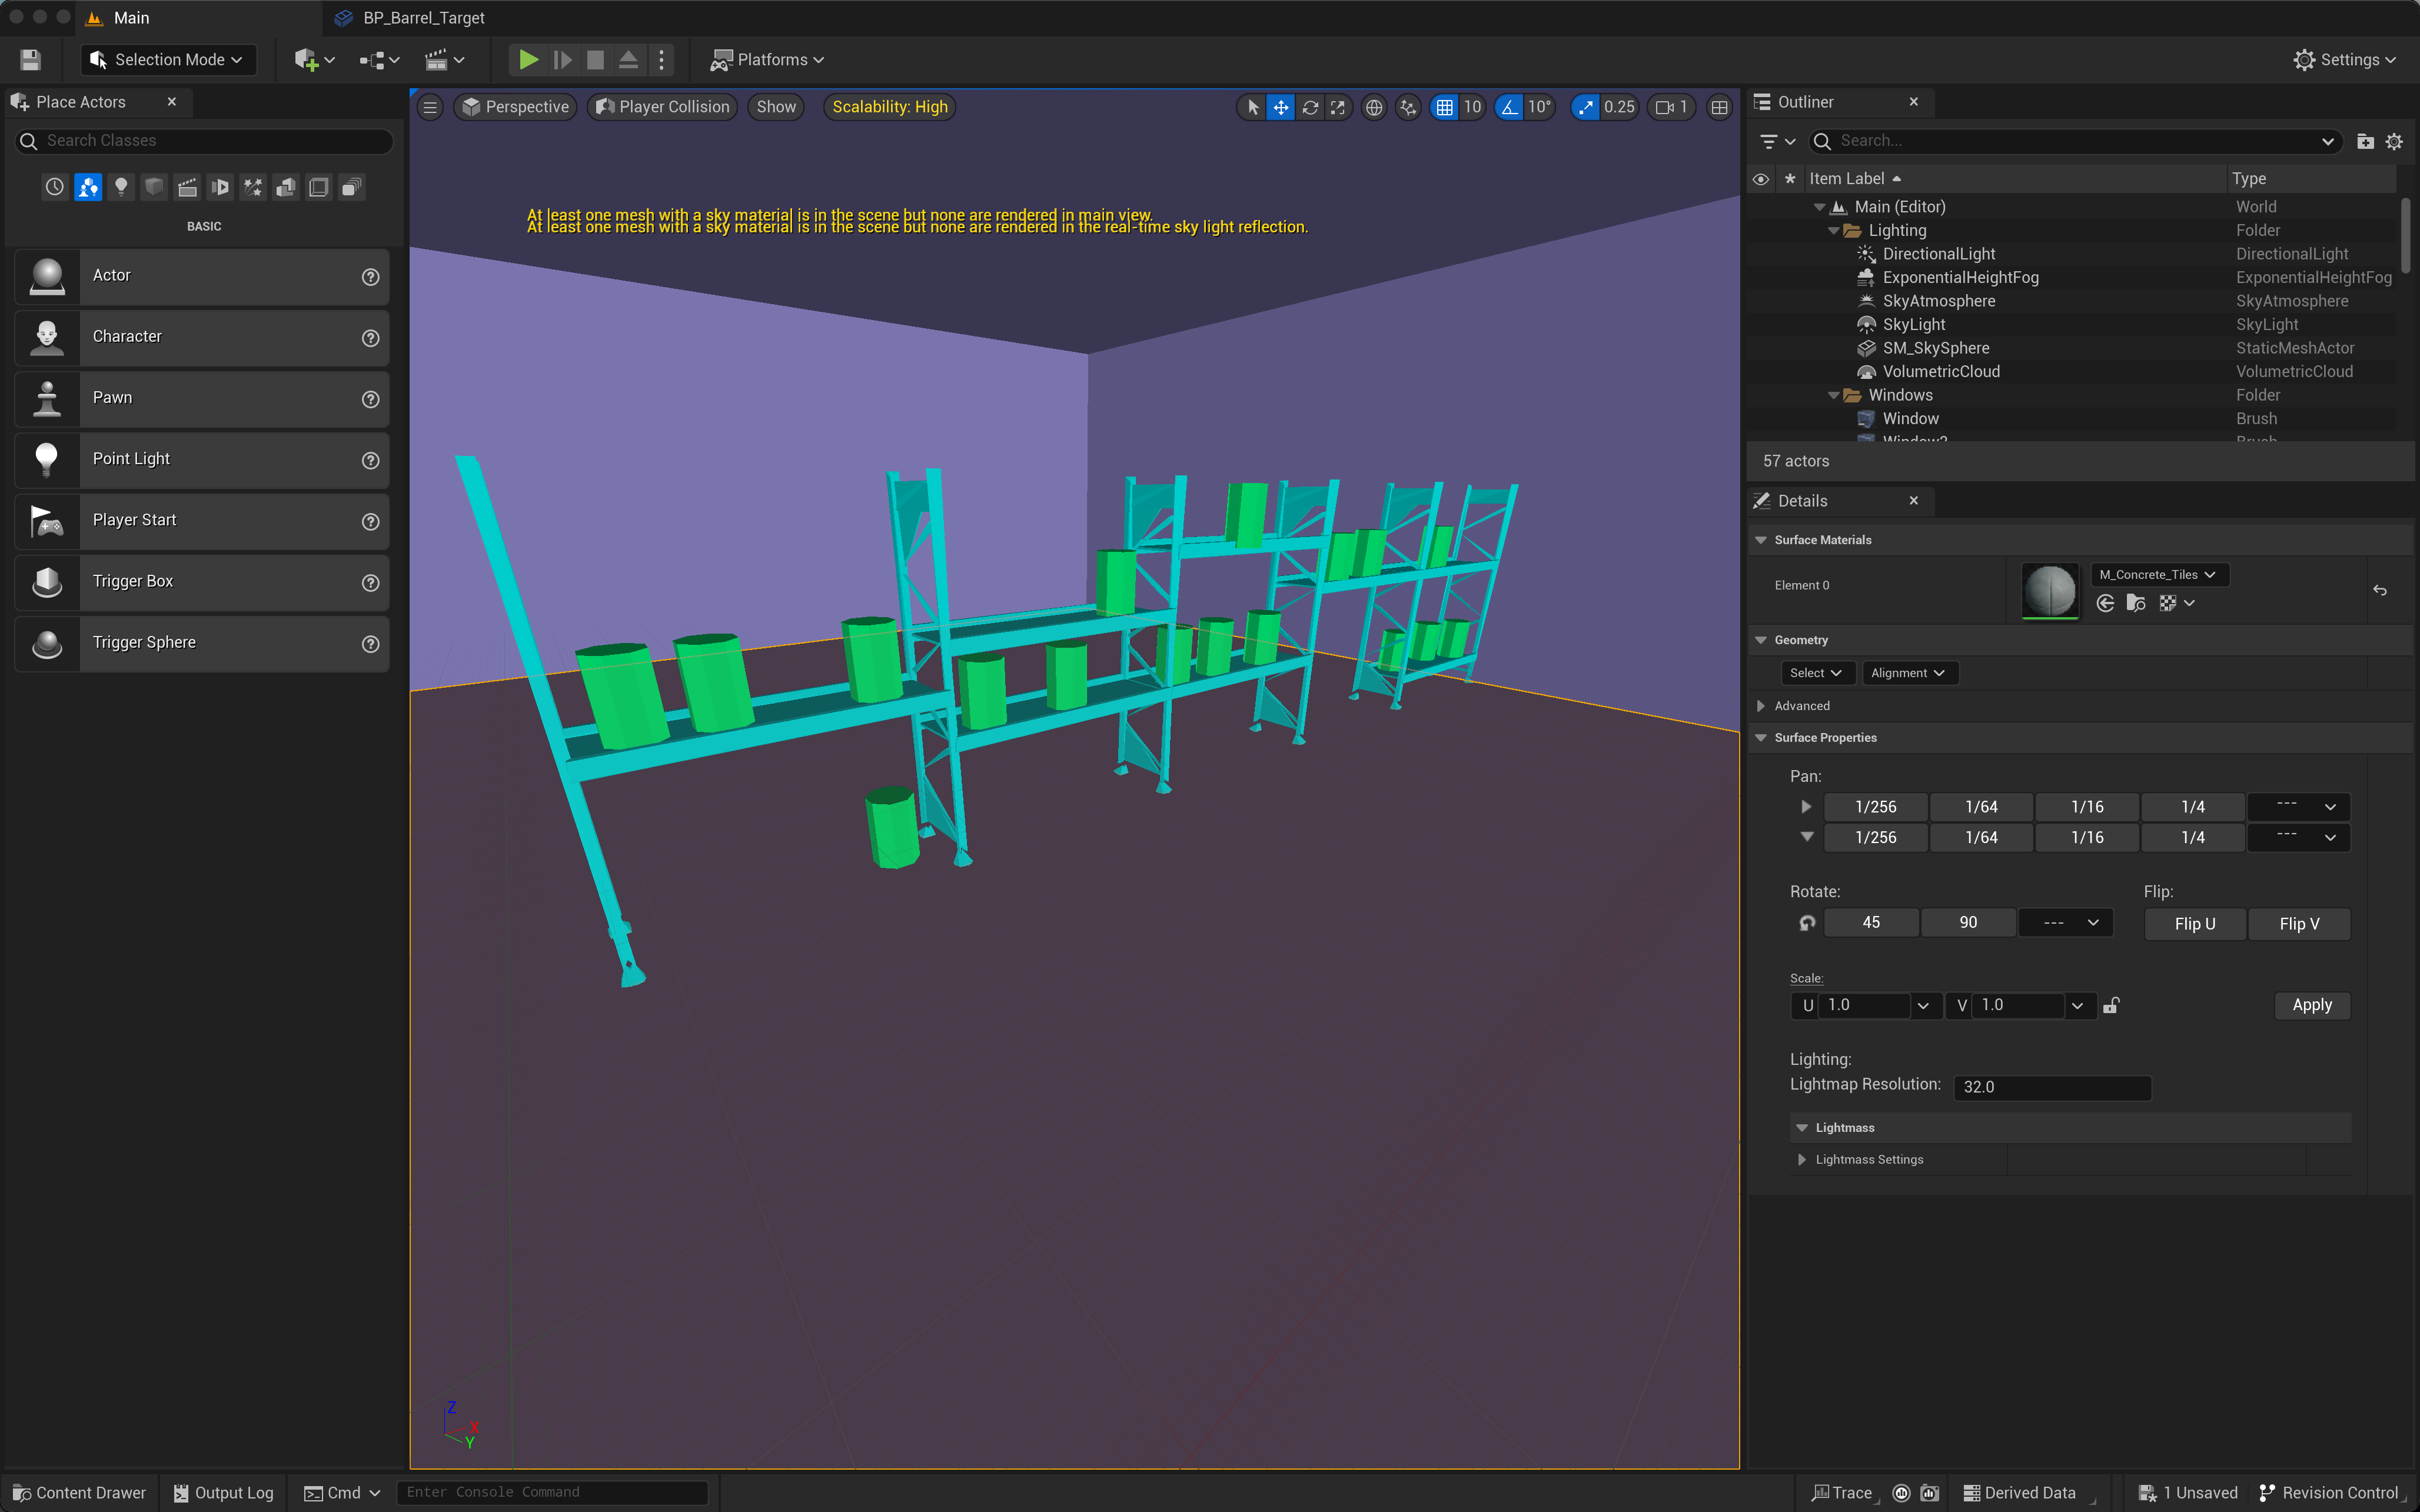 Main
BP_Barrel_Target
Selection Mode
Platforms
Settings
Place Actors
Search Classes
BASIC
Actor
Character
Pawn
Point Light
Player Start
Trigger Box
Trigger Sphere
Perspective
Player Collision
Show
Scalability: High
10
10°
0.25
1
At least one mesh with a sky material is in the scene but none are rendered in main view.
At least one mesh with a sky material is in the scene but none are rendered in the real-time sky light reflection.
Z
X
Y
Outliner
Search...
Item Label Type
Main (Editor) World
Lighting Folder
DirectionalLight DirectionalLight
ExponentialHeightFog ExponentialHeightFog
SkyAtmosphere SkyAtmosphere
SkyLight SkyLight
SM_SkySphere StaticMeshActor
VolumetricCloud VolumetricCloud
Windows Folder
Window Brush
Window2 Brush
57 actors
Details
Surface Materials
Element 0
M_Concrete_Tiles
Geometry
Select Alignment
Advanced
Surface Properties
Pan:
1/256 1/64 1/16 1/4 ---
1/256 1/64 1/16 1/4 ---
Rotate: Flip:
45 90 --- Flip U Flip V
Scale:
U 1.0 V 1.0 Apply
Lighting:
Lightmap Resolution: 32.0
Lightmass
Lightmass Settings
Content Drawer
Output Log
Cmd
Enter Console Command
Trace
Derived Data
1 Unsaved
Revision Control